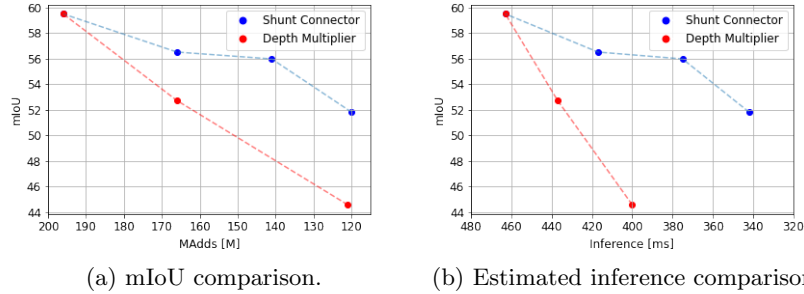 60
58
56
54
52
50
48
46
44
mIoU
Shunt Connector
Depth Multiplier
200 190 180 170 160 150 140 130 120
MAdds [M]
(a) mIoU comparison.
60
58
56
54
52
50
48
46
44
mIoU
Shunt Connector
Depth Multiplier
480 460 440 420 400 380 360 340 320
Inference [ms]
(b) Estimated inference comparison